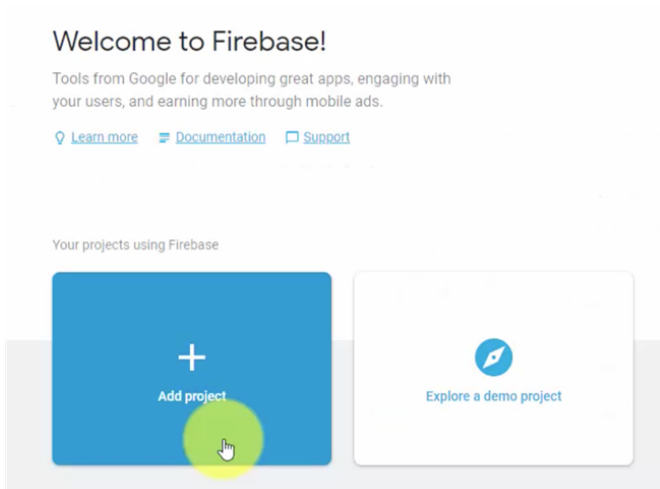 Welcome to Firebase!
Tools from Google for developing great apps, engaging with
your users, and earning more through mobile ads.
Learn more Documentation Support
Your projects using Firebase
Add project
Explore a demo project